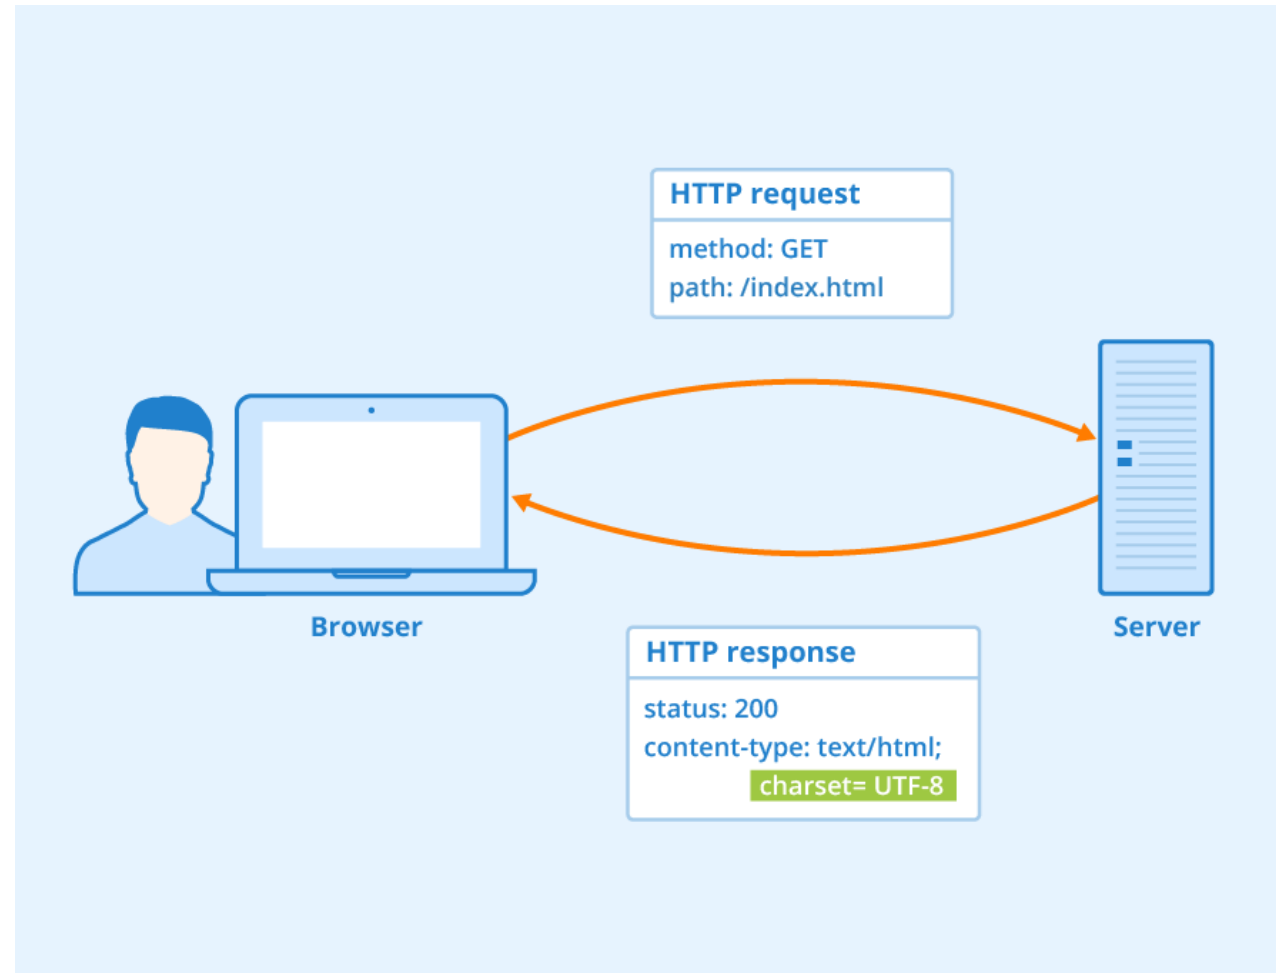 HTTP request
method: GET
path: /index.html
Browser
Server
HTTP response
status: 200
content-type: text/html;
charset= UTF-8